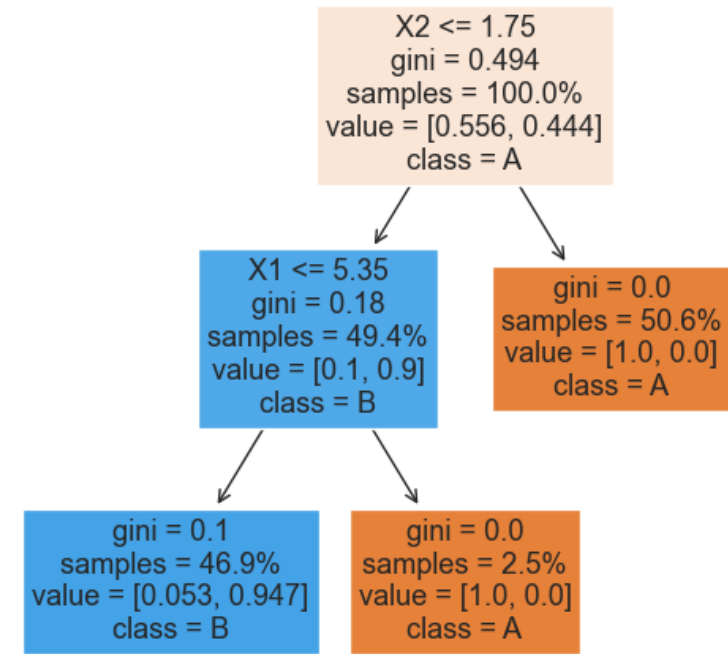 X2 <= 1.75
gini = 0.494
samples = 100.0%
value = [0.556, 0.444]
class = A
X1 <= 5.35
gini = 0.18
samples = 49.4%
value = [0.1, 0.9]
class = B
gini = 0.0
samples = 50.6%
value = [1.0, 0.0]
class = A
gini = 0.1
samples = 46.9%
value = [0.053, 0.947]
class = B
gini = 0.0
samples = 2.5%
value = [1.0, 0.0]
class = A